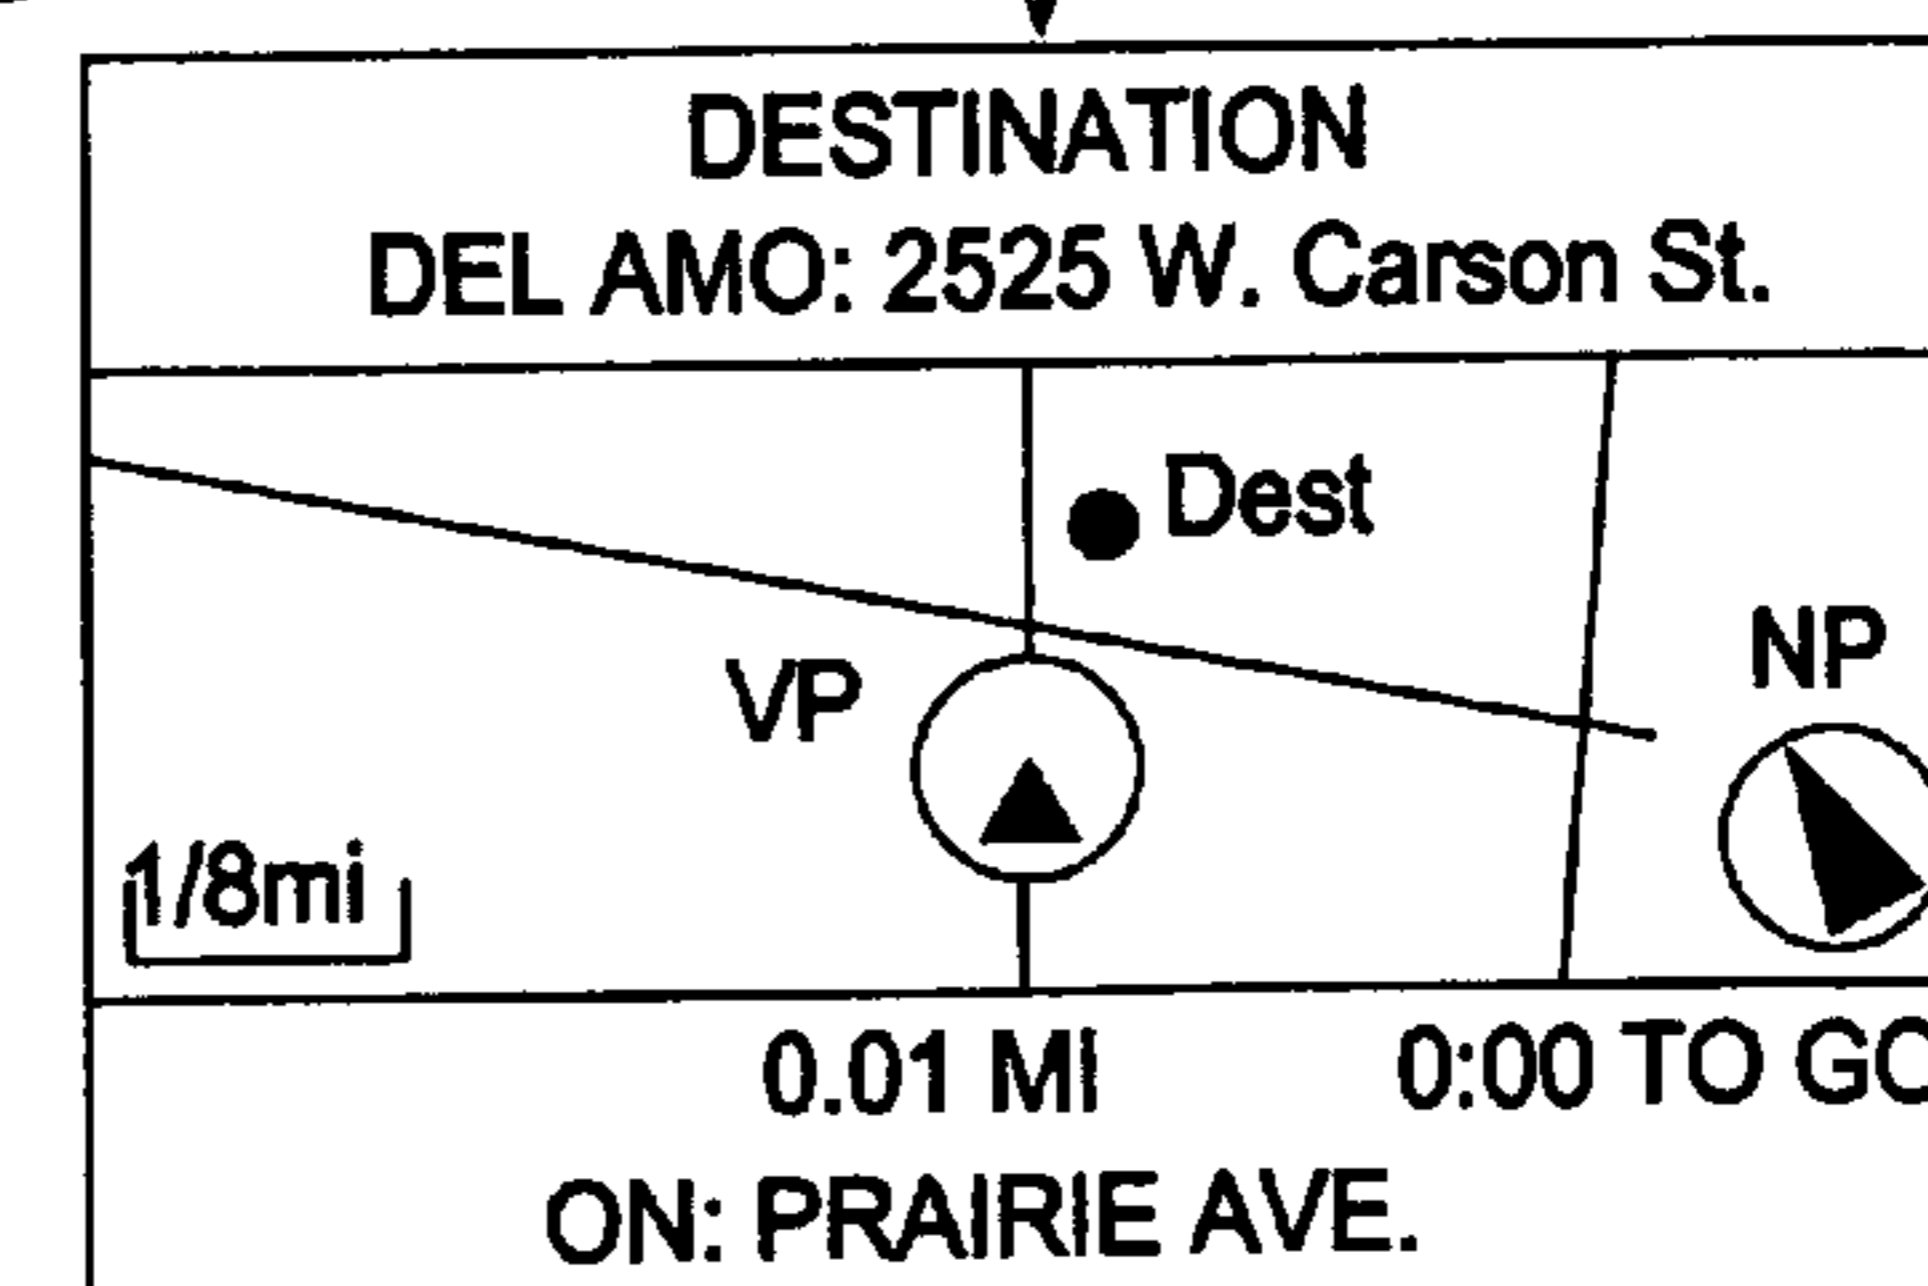 DESTINATION
DEL AMO: 2525 W. Carson St.
Dest
NP
VP
1/8mi
0.01 MI 0:00 TO GO
ON: PRAIRIE AVE.